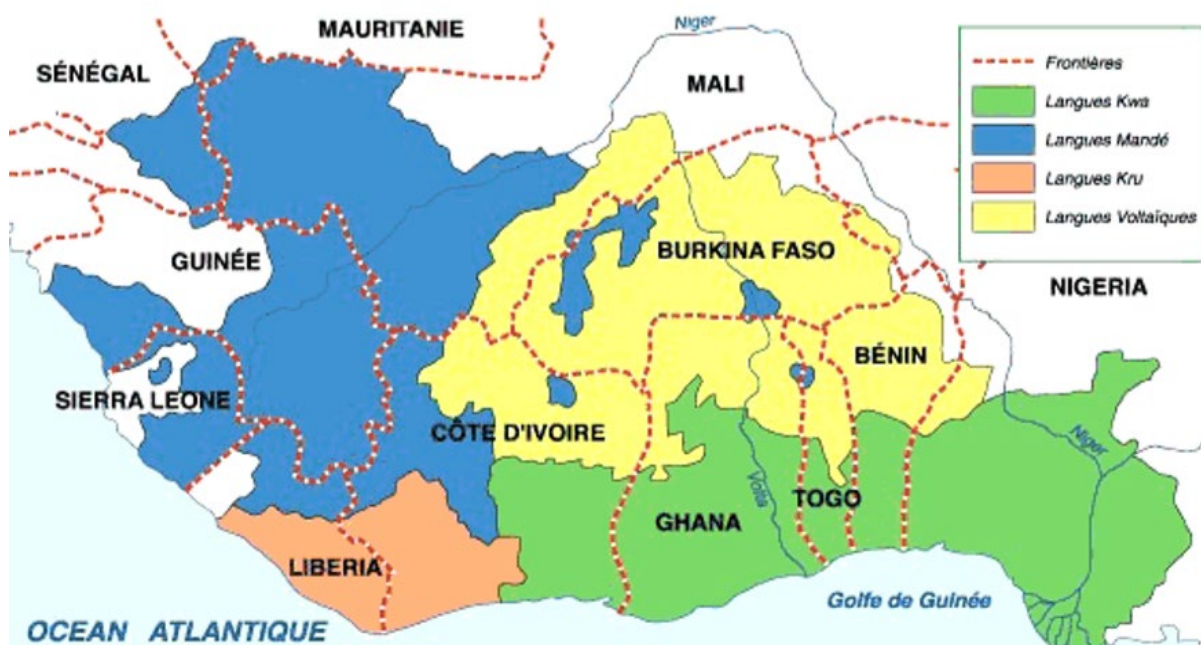 MAURITANIE
Niger
SÉNÉGAL
MALI
Frontières
Langues Kwa
Langues Mandé
Langues Kru
Langues Voltaïques
GUINÉE
BURKINA FASO
NIGERIA
BÉNIN
SIERRA LEONE
CÔTE D'IVOIRE
Niger
Volta
TOGO
GHANA
LIBERIA
Golfe de Guinée
OCEAN ATLANTIQUE